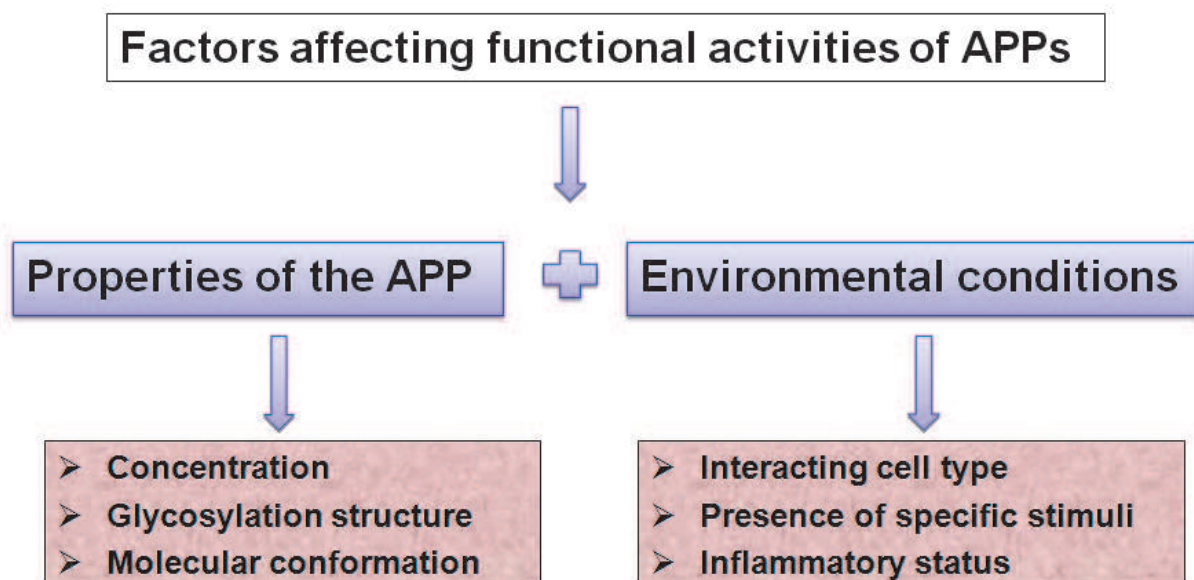 Factors affecting functional activities of APPs
Properties of the APP
Environmental conditions
➢ Concentration
➢ Glycosylation structure
➢ Molecular conformation
➢ Interacting cell type
➢ Presence of specific stimuli
➢ Inflammatory status